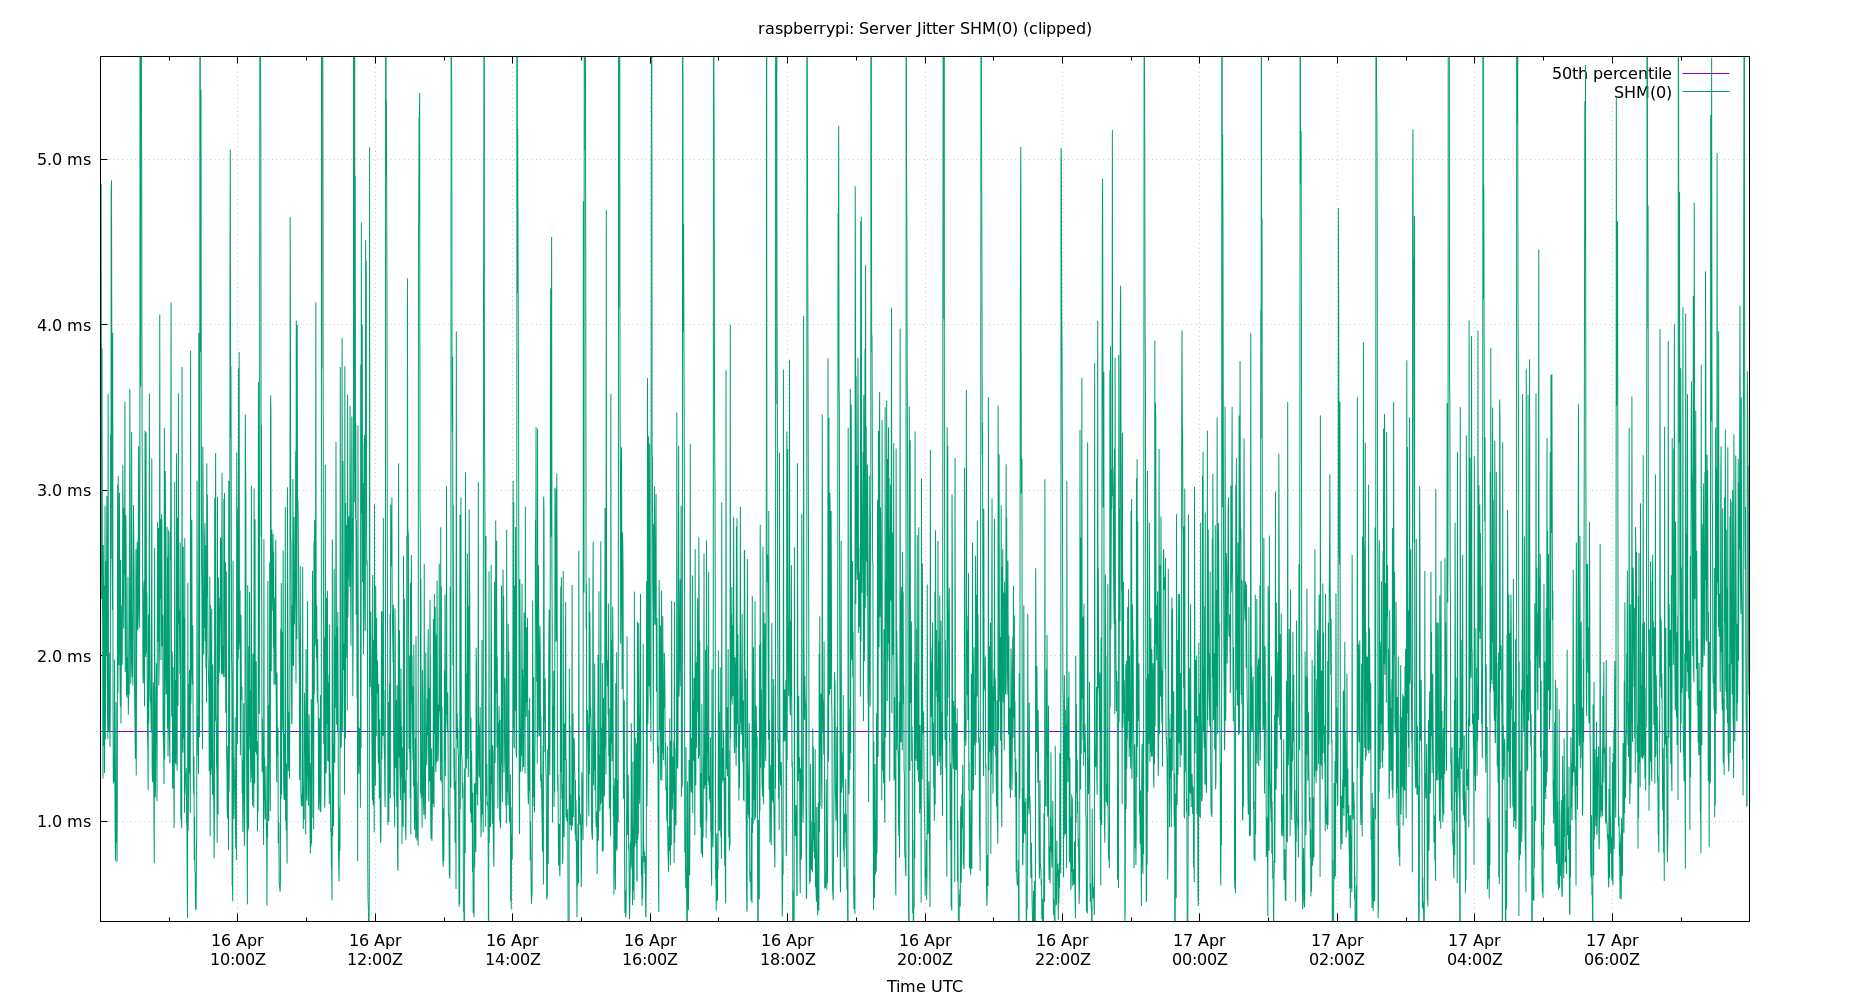 raspberrypi: Server Jitter SHM(0) (clipped)
50th percentile
SHM(0)
5.0 ms
4.0 ms
3.0 ms
2.0 ms
1.0 ms
16 Apr 16 Apr 16 Apr 16 Apr 16 Apr 16 Apr 16 Apr 17 Apr 17 Apr 17 Apr 17 Apr
10:00Z 12:00Z 14:00Z 16:00Z 18:00Z 20:00Z 22:00Z 00:00Z 02:00Z 04:00Z 06:00Z
Time UTC